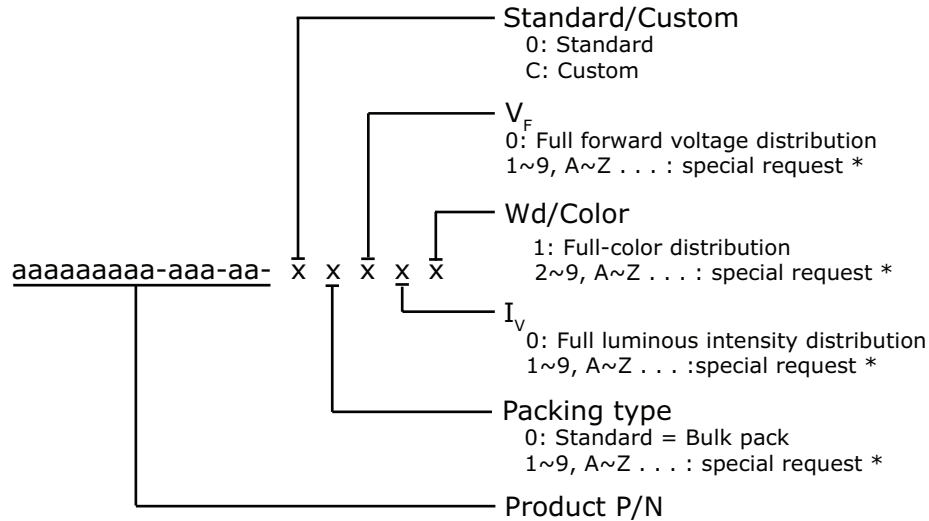 Standard/Custom
0: Standard
C: Custom
VF
0: Full forward voltage distribution
1~9, A~Z . . . : special request *
Wd/Color
1: Full-color distribution
2~9, A~Z . . . : special request *
aaaaaaaaa-aaa-aa- x x x x x
IV
0: Full luminous intensity distribution
1~9, A~Z . . . :special request *
Packing type
0: Standard = Bulk pack
1~9, A~Z . . . : special request *
Product P/N